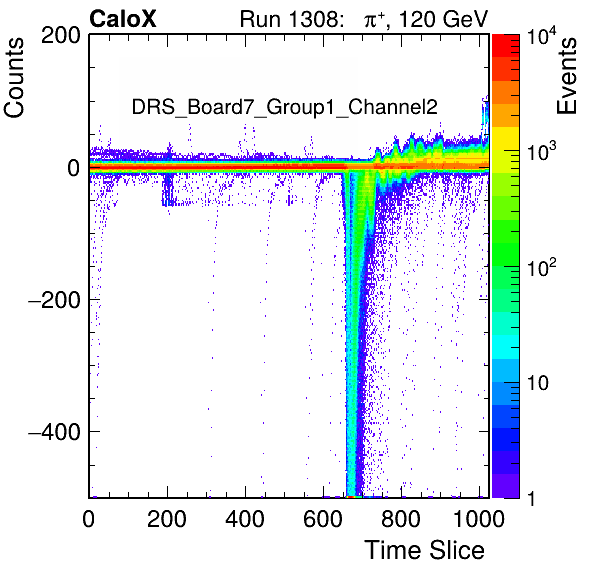 CaloX Run 1308: π⁺, 120 GeV
Counts
Events
DRS_Board7_Group1_Channel2
200
0
−200
−400
10⁴
10³
10²
10
1
0 200 400 600 800 1000
Time Slice